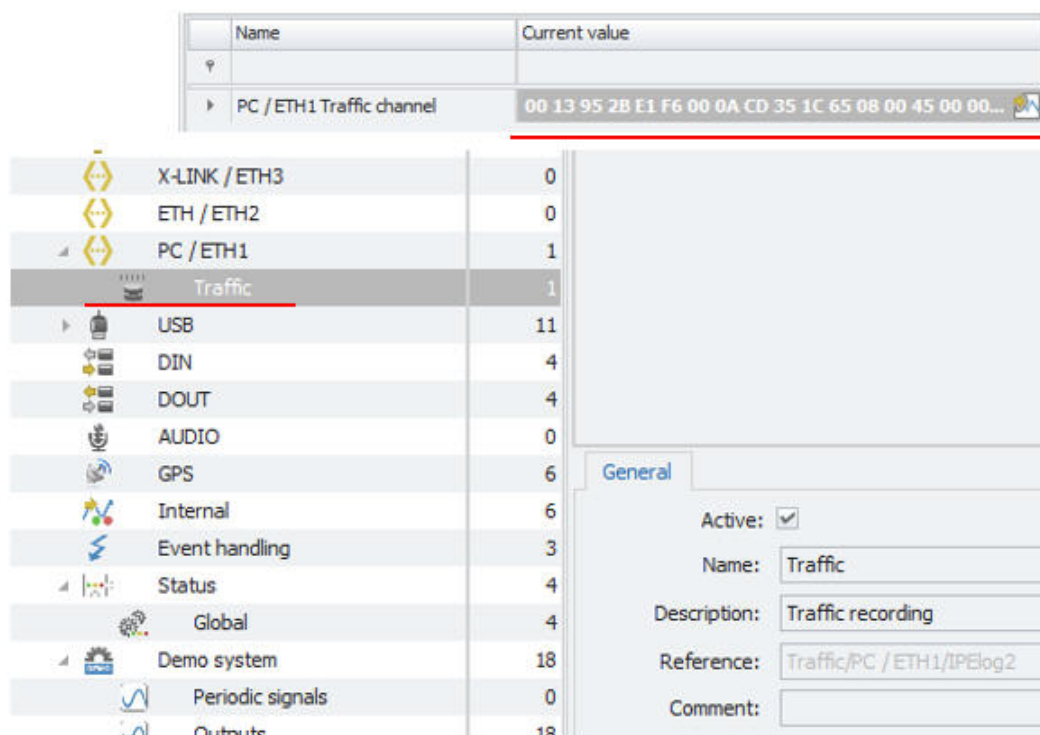 Name Current value
PC / ETH1 Traffic channel 00 13 95 2B E1 F6 00 0A CD 35 1C 65 08 00 45 00 00...
X-LINK / ETH3 0
ETH / ETH2 0
PC / ETH1 1
Traffic 1
USB 11
DIN 4
DOUT 4
AUDIO 0
GPS 6
Internal 6
Event handling 3
Status 4
Global 4
Demo system 18
Periodic signals 0
Outputs 18
General
Active:
Name: Traffic
Description: Traffic recording
Reference: Traffic/PC / ETH1/IPElog2
Comment: